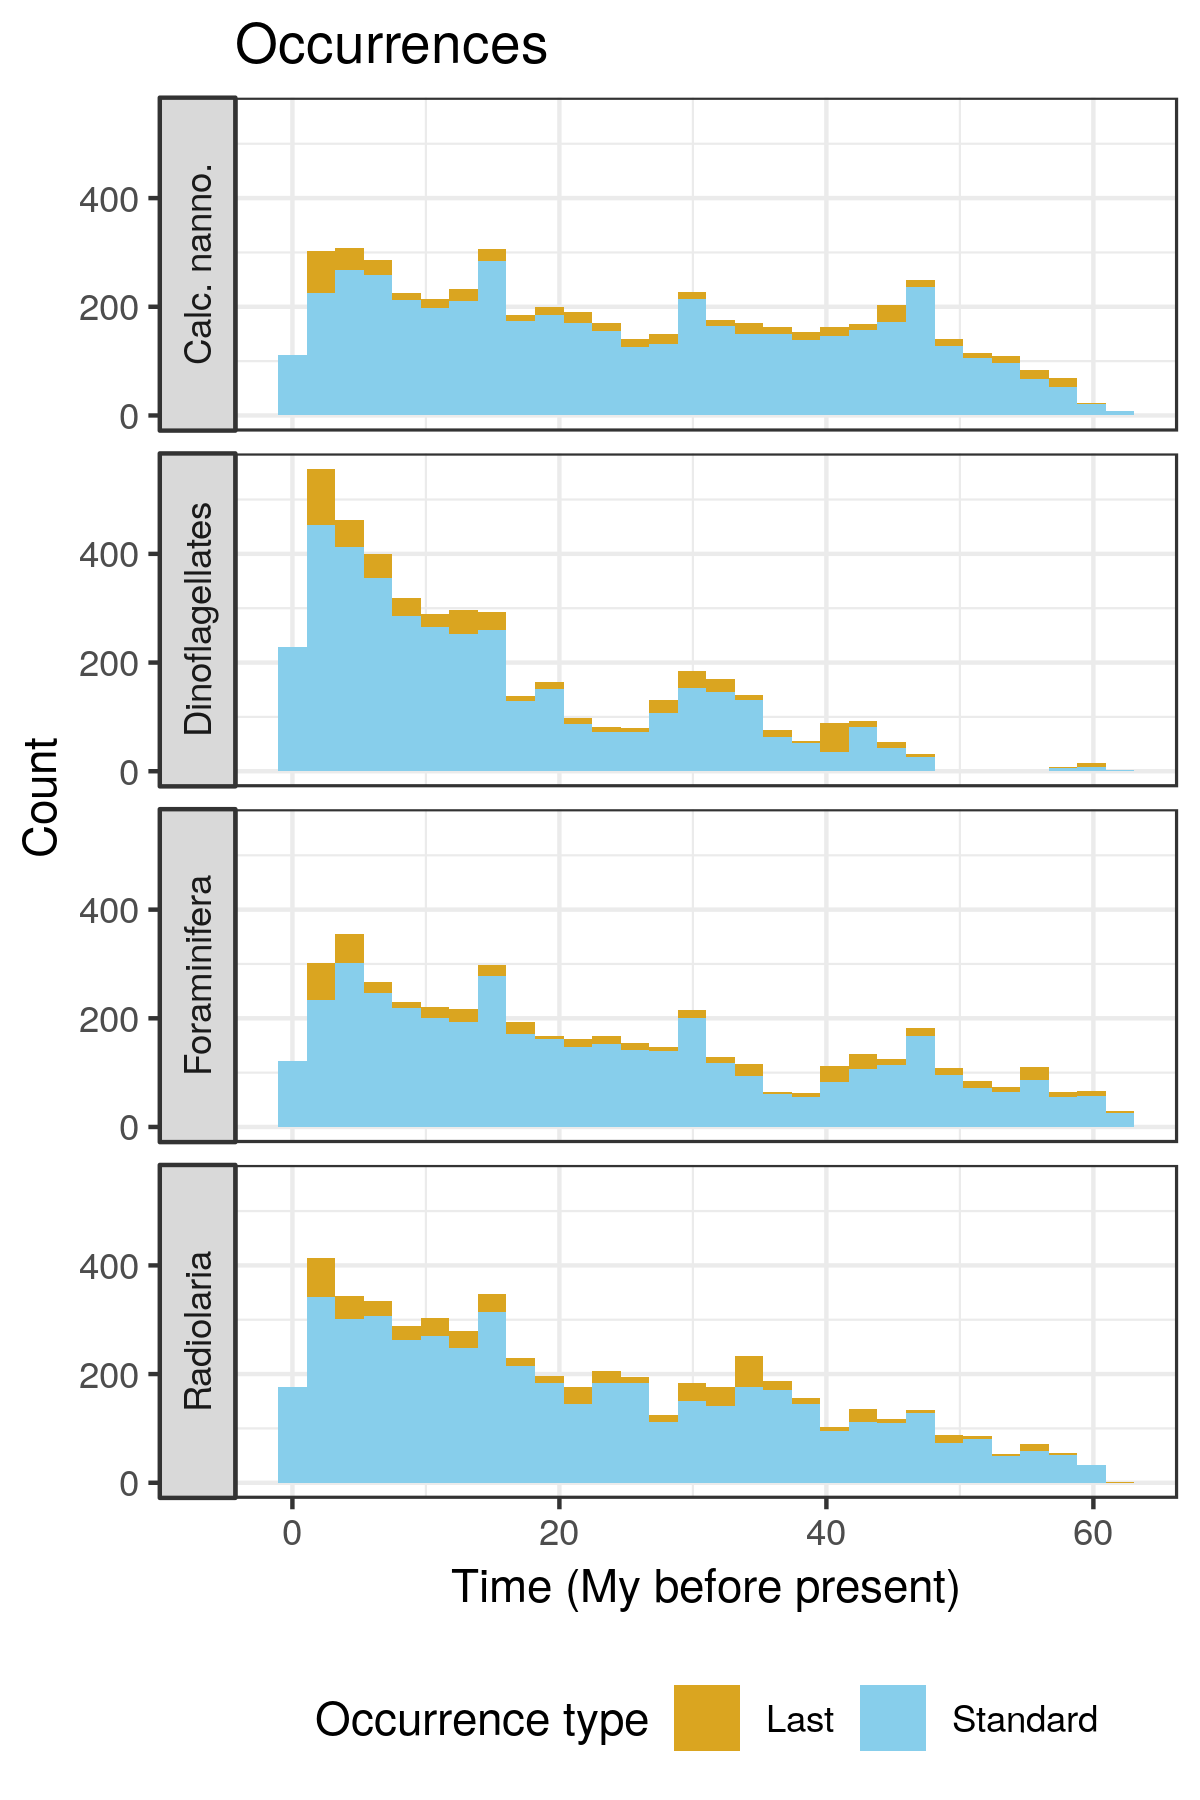 Occurrences
Calc. nanno.
400
200
0
Dinoflagellates
400
200
0
Count
Foraminifera
400
200
0
Radiolaria
400
200
0
0 20 40 60
Time (My before present)
Occurrence type Last Standard